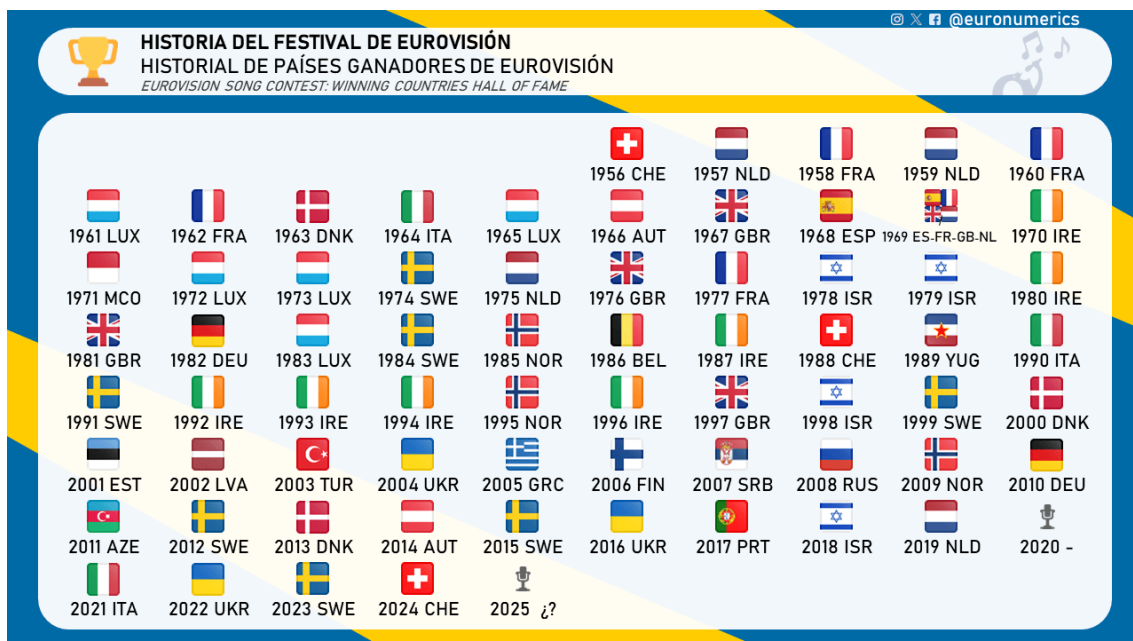 @euronumerics
HISTORIA DEL FESTIVAL DE EUROVISIÓN
HISTORIAL DE PAÍSES GANADORES DE EUROVISIÓN
EUROVISION SONG CONTEST: WINNING COUNTRIES HALL OF FAME
1956 CHE 1957 NLD 1958 FRA 1959 NLD 1960 FRA
1961 LUX 1962 FRA 1963 DNK 1964 ITA 1965 LUX 1966 AUT 1967 GBR 1968 ESP 1969 ES-FR-GB-NL 1970 IRE
1971 MCO 1972 LUX 1973 LUX 1974 SWE 1975 NLD 1976 GBR 1977 FRA 1978 ISR 1979 ISR 1980 IRE
1981 GBR 1982 DEU 1983 LUX 1984 SWE 1985 NOR 1986 BEL 1987 IRE 1988 CHE 1989 YUG 1990 ITA
1991 SWE 1992 IRE 1993 IRE 1994 IRE 1995 NOR 1996 IRE 1997 GBR 1998 ISR 1999 SWE 2000 DNK
2001 EST 2002 LVA 2003 TUR 2004 UKR 2005 GRC 2006 FIN 2007 SRB 2008 RUS 2009 NOR 2010 DEU
2011 AZE 2012 SWE 2013 DNK 2014 AUT 2015 SWE 2016 UKR 2017 PRT 2018 ISR 2019 NLD 2020 -
2021 ITA 2022 UKR 2023 SWE 2024 CHE 2025 ¿?